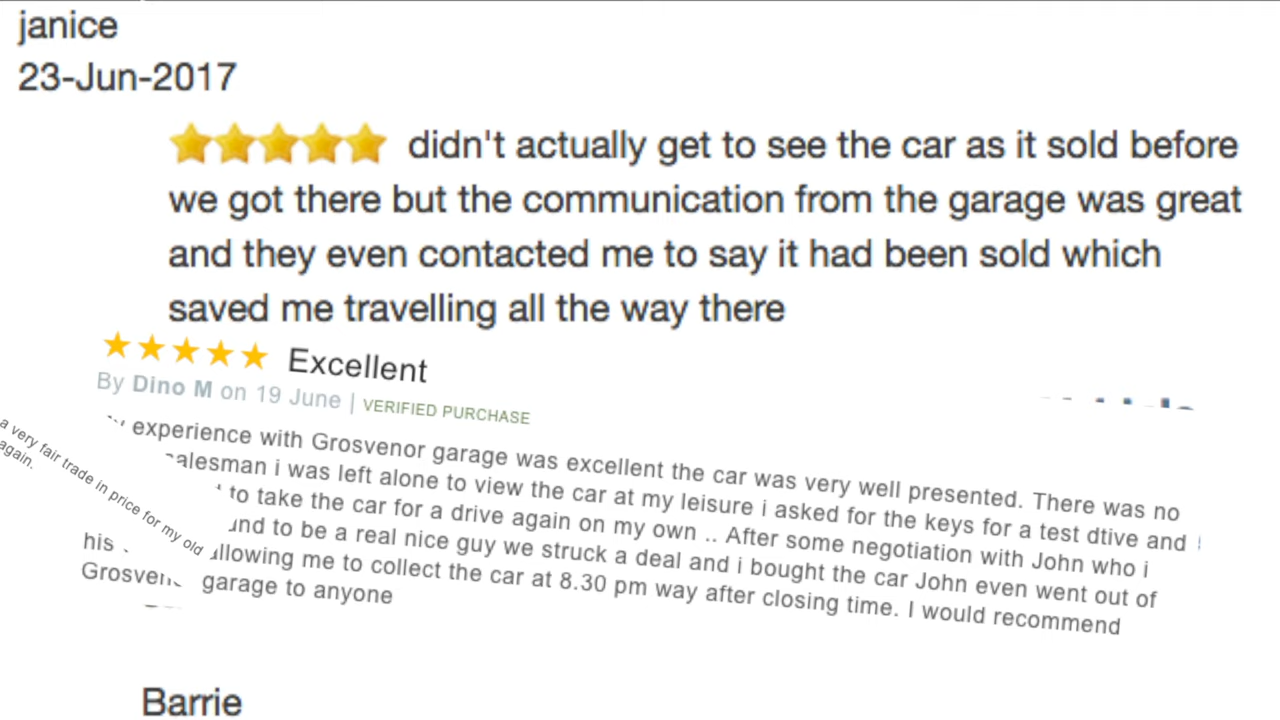 janice
23-Jun-2017
didn't actually get to see the car as it sold before
we got there but the communication from the garage was great
and they even contacted me to say it had been sold which
saved me travelling all the way there
Excellent
By Dino M on 19 June | VERIFIED PURCHASE
experience with Grosvenor garage was excellent the car was very well presented. There was no
i was left alone to view the car at my leisure i asked for the keys for a test dtive and
to take the car for a drive again on my own .. After some negotiation with John who i
to be a real nice guy we struck a deal and i bought the car John even went out of
his
me to collect the car at 8.30 pm way after closing time. I would recommend
garage to anyone
a very fair trade in price for my old
again.
Barrie